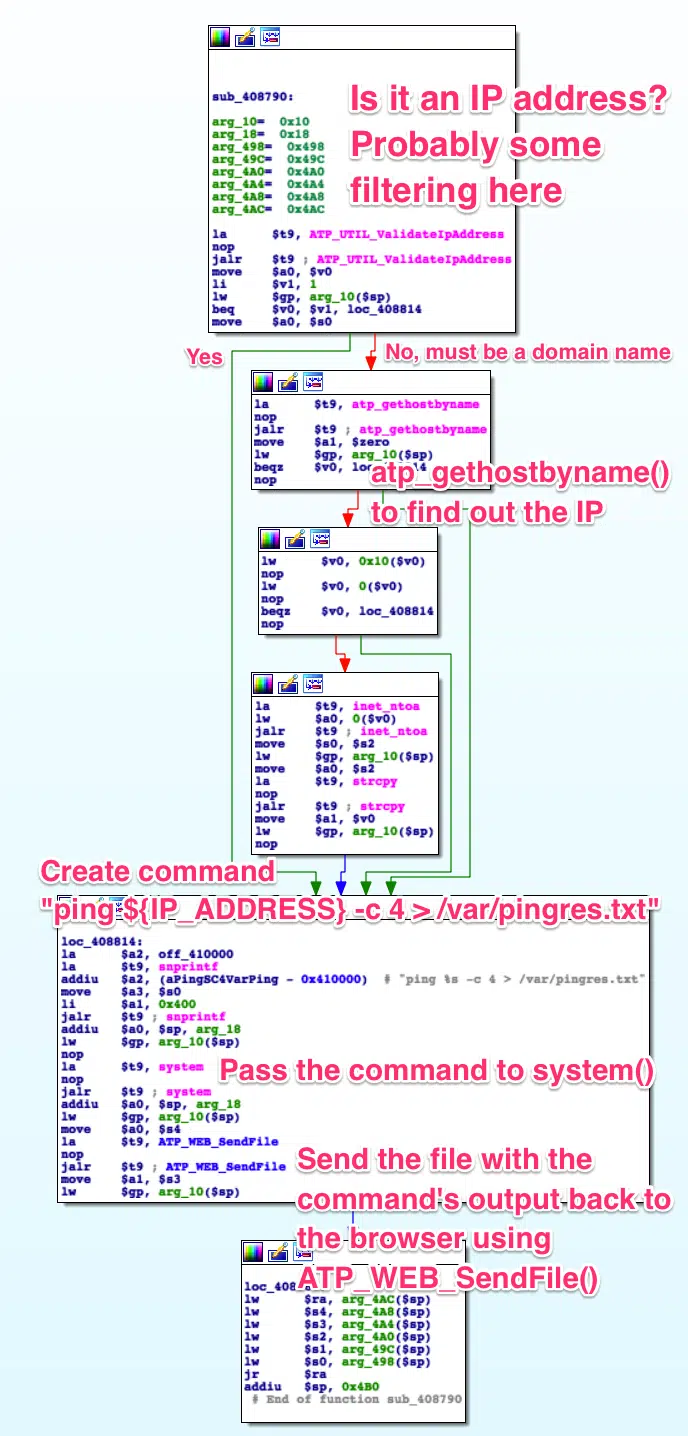 sub_408790:
Is it an IP address?
Probably some
filtering here
arg_10= 0x10
arg_18= 0x18
arg_498= 0x498
arg_49C= 0x49C
arg_4A0= 0x4A0
arg_4A4= 0x4A4
arg_4A8= 0x4A8
arg_4AC= 0x4AC
la $t9, ATP_UTIL_ValidateIpAddress
nop
jalr $t9 ; ATP_UTIL_ValidateIpAddress
move $a0, $v0
li $v1, 1
lw $gp, arg_10($sp)
beq $v0, $v1, loc_408814
move $a0, $s0
Yes
No, must be a domain name
la $t9, atp_gethostbyname
nop
jalr $t9 ; atp_gethostbyname
move $a1, $zero
lw $gp, arg_10($sp)
beqz $v0, loc_408814
nop
atp_gethostbyname()
to find out the IP
lw $v0, 0x10($v0)
nop
lw $v0, 0($v0)
nop
beqz $v0, loc_408814
nop
la $t9, inet_ntoa
lw $a0, 0($v0)
jalr $t9 ; inet_ntoa
move $s0, $s2
lw $gp, arg_10($sp)
move $a0, $s2
la $t9, strcpy
nop
jalr $t9 ; strcpy
move $a1, $v0
lw $gp, arg_10($sp)
nop
Create command
"ping ${IP_ADDRESS} -c 4 > /var/pingres.txt"
loc_408814:
la $a2, off_410000
la $t9, snprintf
addiu $a2, (aPingSC4VarPing - 0x410000) # "ping %s -c 4 > /var/pingres.txt"
move $a3, $s0
li $a1, 0x400
jalr $t9 ; snprintf
addiu $a0, $sp, arg_18
lw $gp, arg_10($sp)
nop
la $t9, system
nop
jalr $t9 ; system
addiu $a0, $sp, arg_18
lw $gp, arg_10($sp)
move $a0, $s4
la $t9, ATP_WEB_SendFile
nop
jalr $t9 ; ATP_WEB_SendFile
move $a1, $s3
lw $gp, arg_10($sp)
Pass the command to system()
Send the file with the
command's output back to
the browser using
ATP_WEB_SendFile()
lw $ra, arg_4AC($sp)
lw $s4, arg_4A8($sp)
lw $s3, arg_4A4($sp)
lw $s2, arg_4A0($sp)
lw $s1, arg_49C($sp)
lw $s0, arg_498($sp)
jr $ra
addiu $sp, 0x4B0
# End of function sub_408790